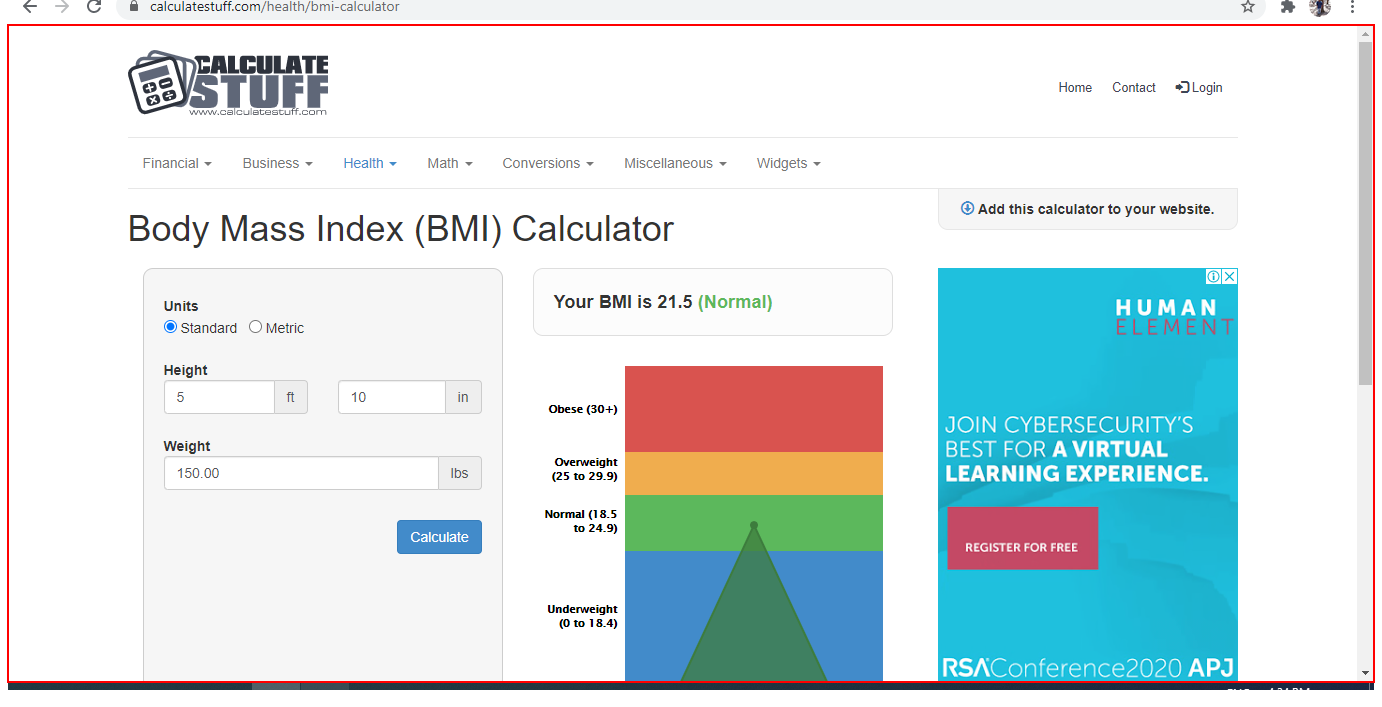 calculatestuff.com/health/bmi-calculator
CALCULATE
STUFF
www.calculatestuff.com
Home Contact Login
Financial Business Health Math Conversions Miscellaneous Widgets
Add this calculator to your website.
Body Mass Index (BMI) Calculator
Units
Standard Metric
Height
5 ft 10 in
Weight
150.00 lbs
Calculate
Your BMI is 21.5 (Normal)
Obese (30+)
Overweight
(25 to 29.9)
Normal (18.5
to 24.9)
Underweight
(0 to 18.4)
HUMAN
ELEMENT
JOIN CYBERSECURITY'S
BEST FOR A VIRTUAL
LEARNING EXPERIENCE.
REGISTER FOR FREE
RSAConference2020 APJ